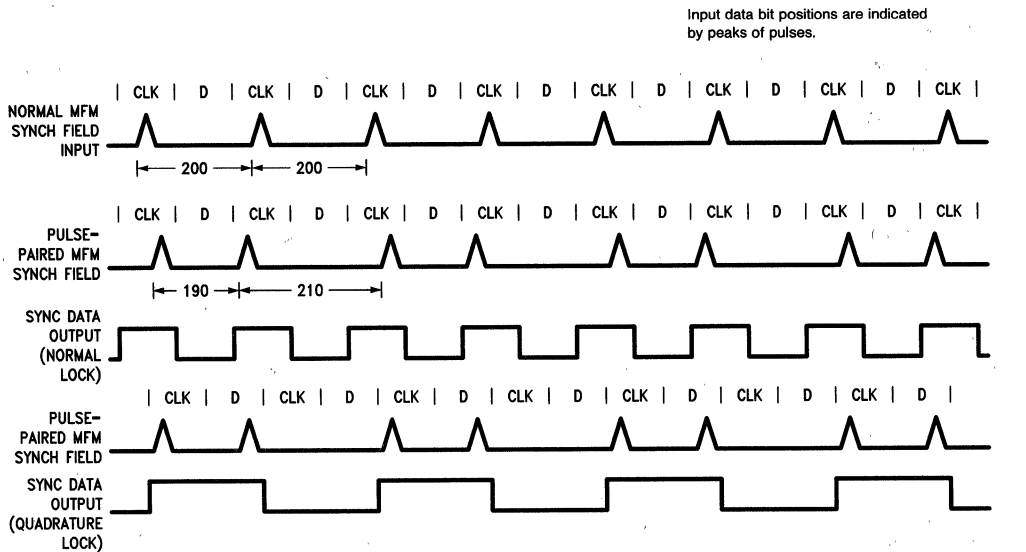 Input data bit positions are indicated
by peaks of pulses.
| CLK | D | CLK | D | CLK | D | CLK | D | CLK | D | CLK | D | CLK | D | CLK |
NORMAL MFM
SYNCH FIELD
INPUT
200 200
| CLK | D | CLK | D | CLK | D | CLK | D | CLK | D | CLK | D | CLK | D | CLK |
PULSE-
PAIRED MFM
SYNCH FIELD
190 210
SYNC DATA
OUTPUT
(NORMAL
LOCK)
| CLK | D | CLK | D | CLK | D | CLK | D | CLK | D | CLK | D | CLK | D |
PULSE-
PAIRED MFM
SYNCH FIELD
SYNC DATA
OUTPUT
(QUADRATURE
LOCK)